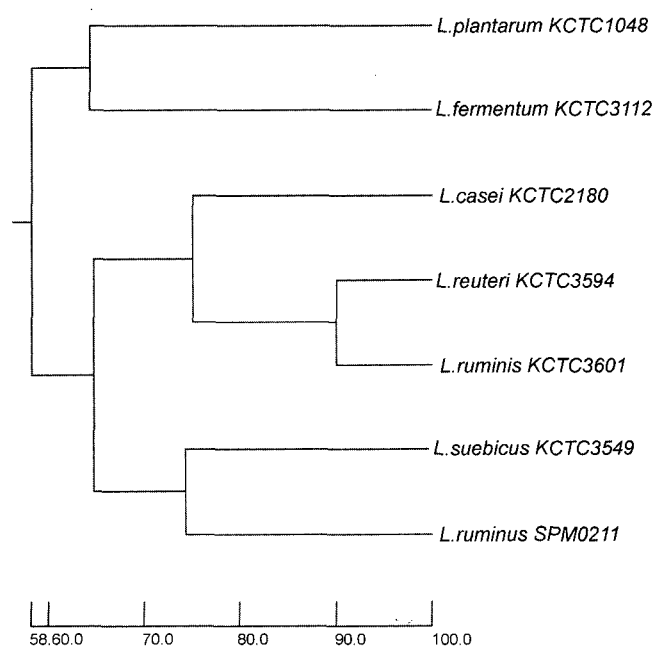 L.plantarum KCTC1048
L.fermentum KCTC3112
L.casei KCTC2180
L.reuteri KCTC3594
L.ruminis KCTC3601
L.suebicus KCTC3549
L.ruminus SPM0211
58.60.0 70.0 80.0 90.0 100.0